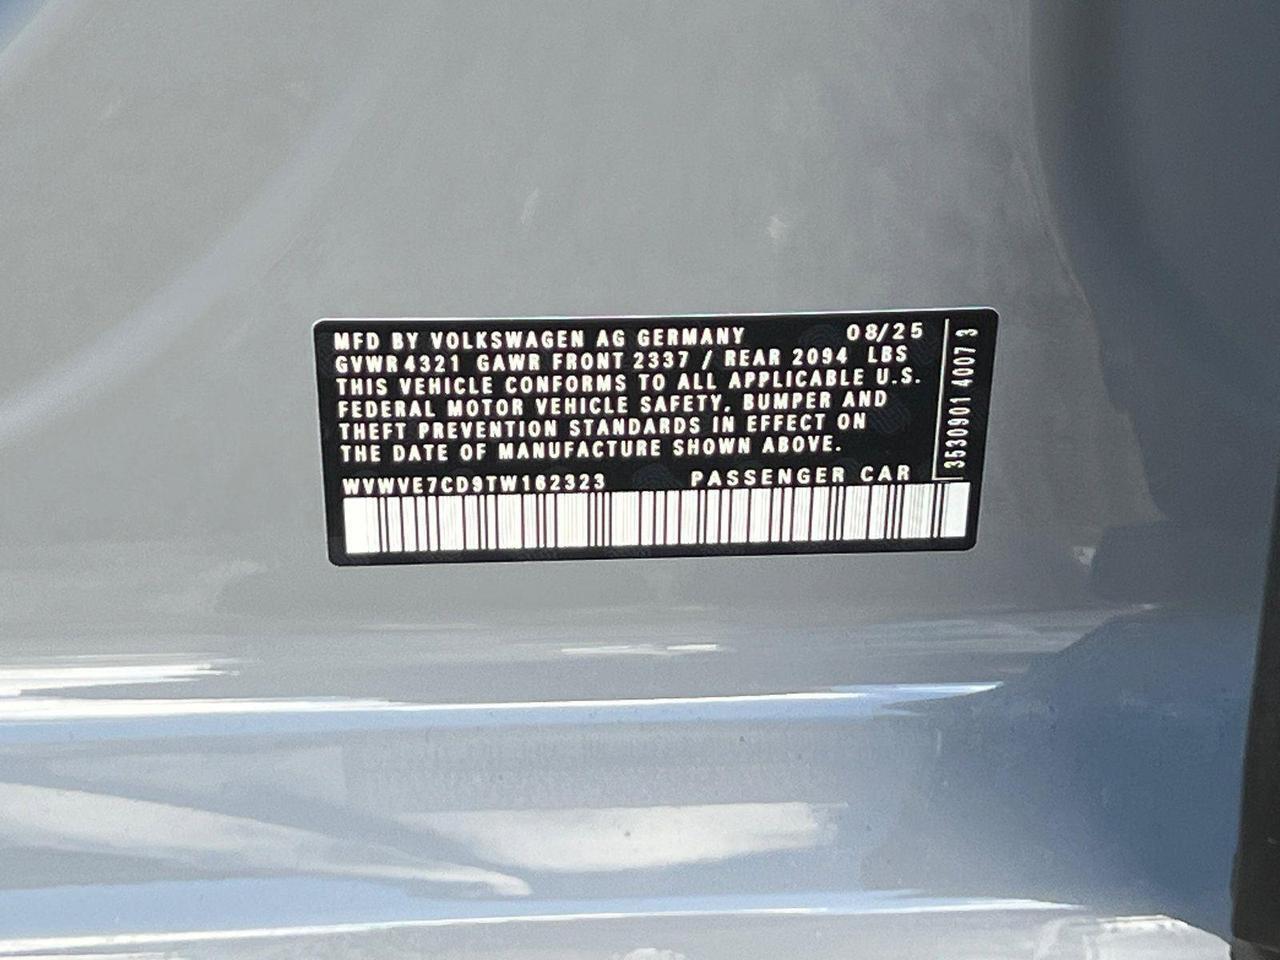 MFD BY VOLKSWAGEN AG GERMANY 08/25
GVWR 4321 GAWR FRONT 2337 / REAR 2094 LBS
THIS VEHICLE CONFORMS TO ALL APPLICABLE U.S.
FEDERAL MOTOR VEHICLE SAFETY, BUMPER AND
THEFT PREVENTION STANDARDS IN EFFECT ON
THE DATE OF MANUFACTURE SHOWN ABOVE.
WVWVE7CD9TW162323 PASSENGER CAR
3530901 4007 3